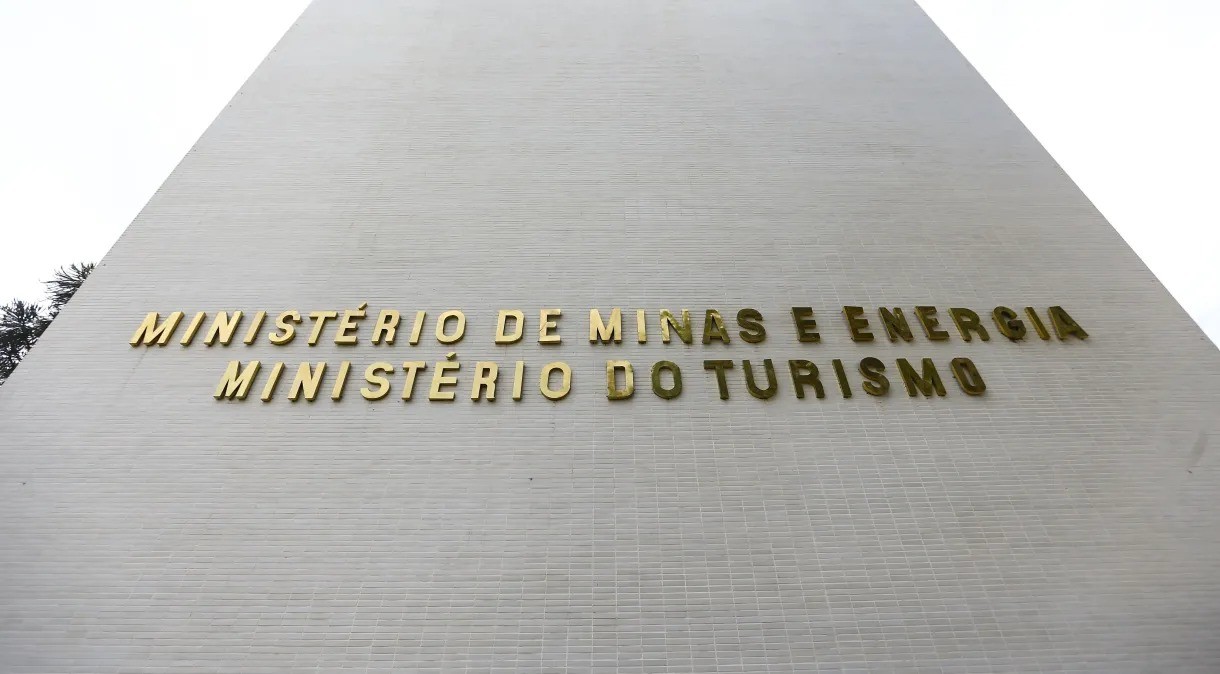 MINISTÉRIO DE MINAS E ENERGIA
MINISTÉRIO DO TURISMO